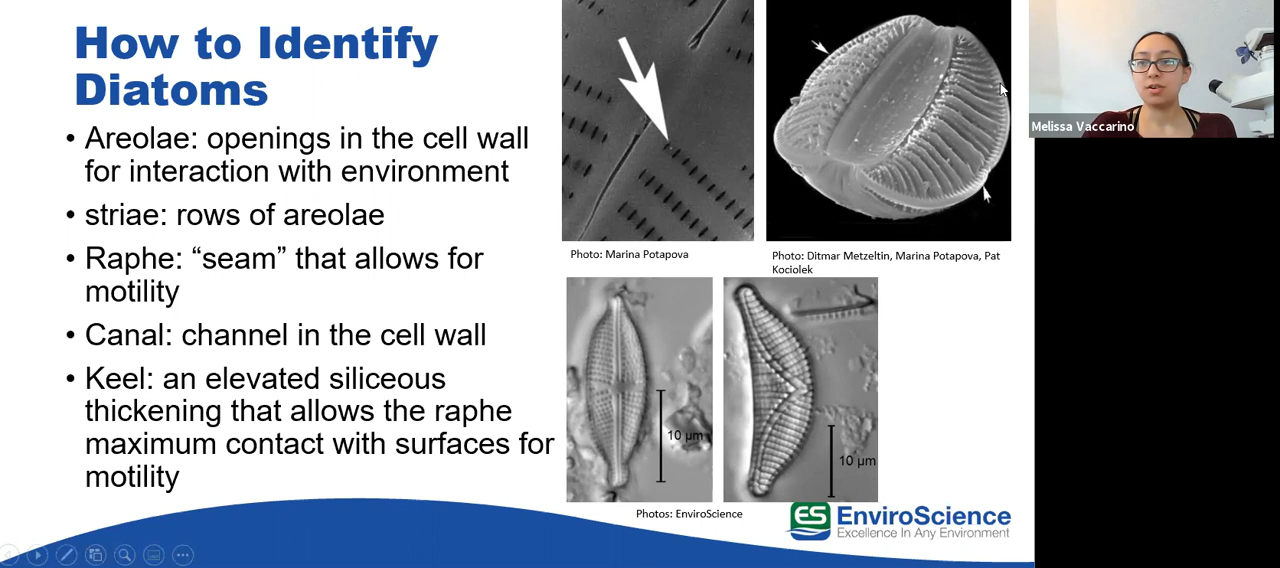 How to Identify
Diatoms
• Areolae: openings in the cell wall
for interaction with environment
• striae: rows of areolae
• Raphe: “seam” that allows for
motility
• Canal: channel in the cell wall
• Keel: an elevated siliceous
thickening that allows the raphe
maximum contact with surfaces for
motility
Photo: Marina Potapova
Photo: Ditmar Metzeltin, Marina Potapova, Pat
Kociolek
10 µm
10 µm
Photos: EnviroScience
ES EnviroScience
Excellence In Any Environment
Melissa Vaccarino